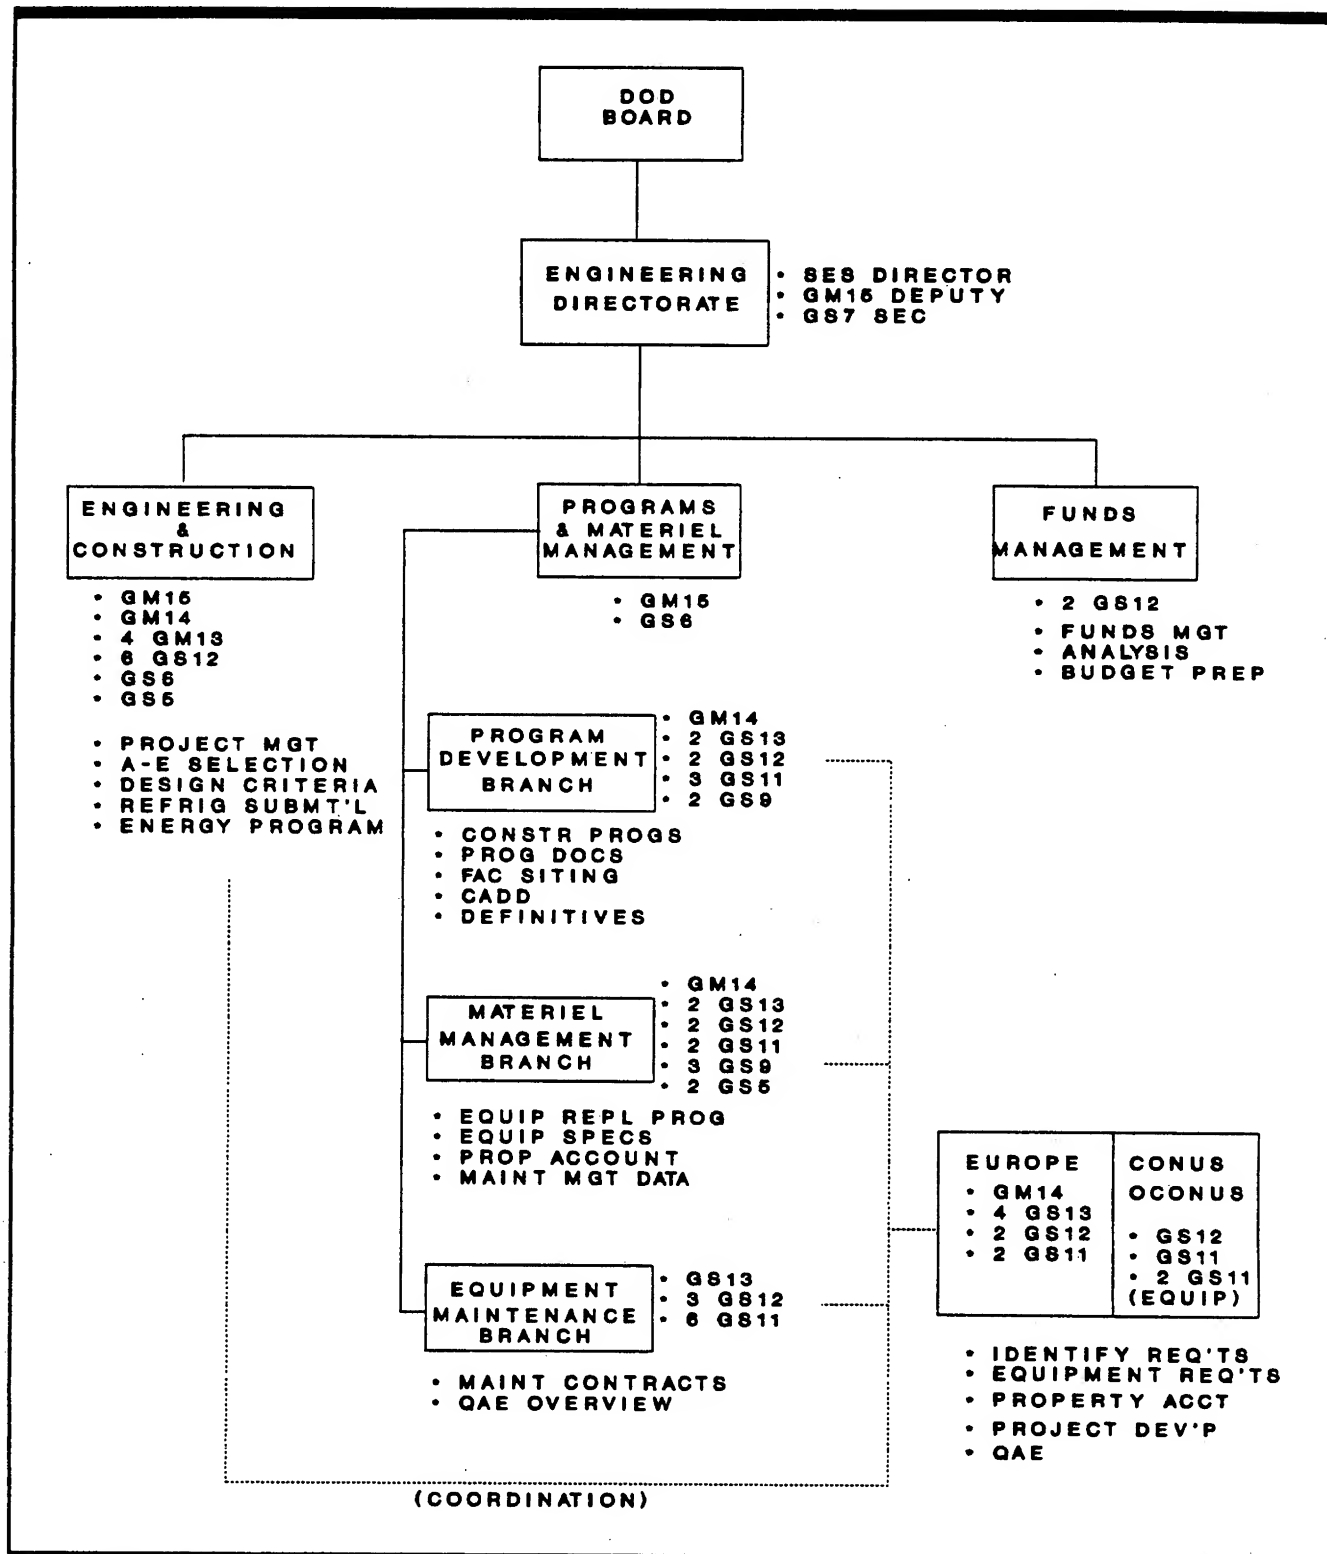 DOD
BOARD
ENGINEERING
DIRECTORATE
• SES DIRECTOR
• GM15 DEPUTY
• GS7 SEC
ENGINEERING
&
CONSTRUCTION
• GM15
• GM14
• 4 GM13
• 6 GS12
• GS6
• GS5
• PROJECT MGT
• A-E SELECTION
• DESIGN CRITERIA
• REFRIG SUBMT'L
• ENERGY PROGRAM
PROGRAMS
& MATERIEL
MANAGEMENT
• GM15
• GS6
FUNDS
MANAGEMENT
• 2 GS12
• FUNDS MGT
• ANALYSIS
• BUDGET PREP
PROGRAM
DEVELOPMENT
BRANCH
• GM14
• 2 GS13
• 2 GS12
• 3 GS11
• 2 GS9
• CONSTR PROGS
• PROG DOCS
• FAC SITING
• CADD
• DEFINITIVES
MATERIEL
MANAGEMENT
BRANCH
• GM14
• 2 GS13
• 2 GS12
• 2 GS11
• 3 GS9
• 2 GS5
• EQUIP REPL PROG
• EQUIP SPECS
• PROP ACCOUNT
• MAINT MGT DATA
EQUIPMENT
MAINTENANCE
BRANCH
• GS13
• 3 GS12
• 6 GS11
• MAINT CONTRACTS
• QAE OVERVIEW
EUROPE
• GM14
• 4 GS13
• 2 GS12
• 2 GS11
CONUS
OCONUS
• GS12
• GS11
• 2 GS11
(EQUIP)
• IDENTIFY REQ'TS
• EQUIPMENT REQ'TS
• PROPERTY ACCT
• PROJECT DEV'P
• QAE
(COORDINATION)